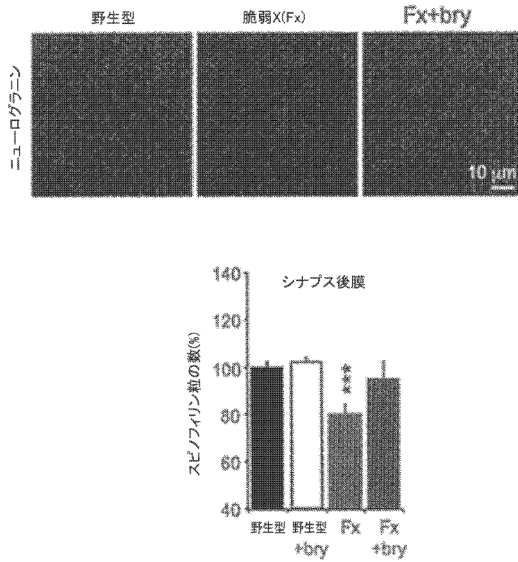 野生型 脆弱X(Fx) Fx+bry
ニューログラニン
10 μm
シナプス後膜
スピノフィリン粒の数(%)
140
120
100
80
60
40
***
野生型 野生型 Fx Fx
+bry +bry